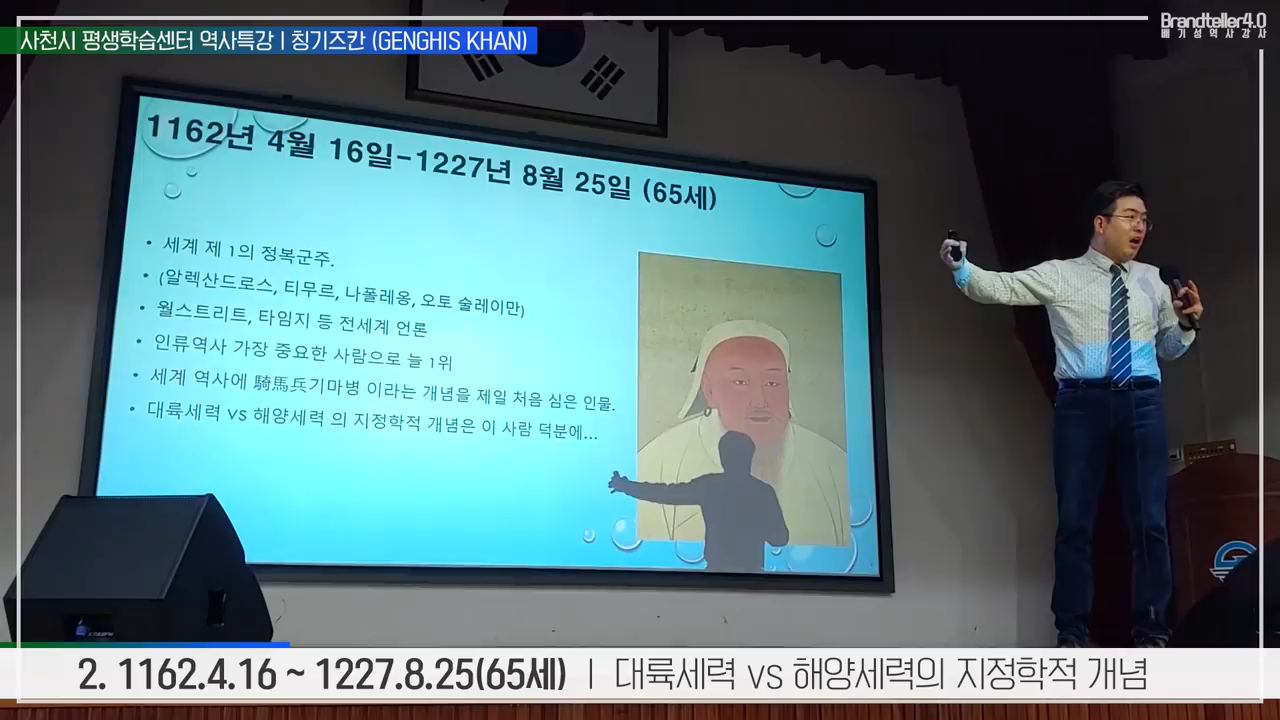 Brandteller4.0
배기성역사강사
사천시 평생학습센터 역사특강 | 칭기즈칸 (GENGHIS KHAN)
1162년 4월 16일-1227년 8월 25일 (65세)
• 세계 제 1의 정복군주.
• (알렉산드로스, 티무르, 나폴레옹, 오토 술레이만)
• 월스트리트, 타임지 등 전세계 언론
• 인류역사 가장 중요한 사람으로 늘 1위
• 세계 역사에 騎馬兵기마병 이라는 개념을 제일 처음 심은 인물.
• 대륙세력 vs 해양세력 의 지정학적 개념은 이 사람 덕분에...
2. 1162.4.16 ~ 1227.8.25(65세) | 대륙세력 vs 해양세력의 지정학적 개념